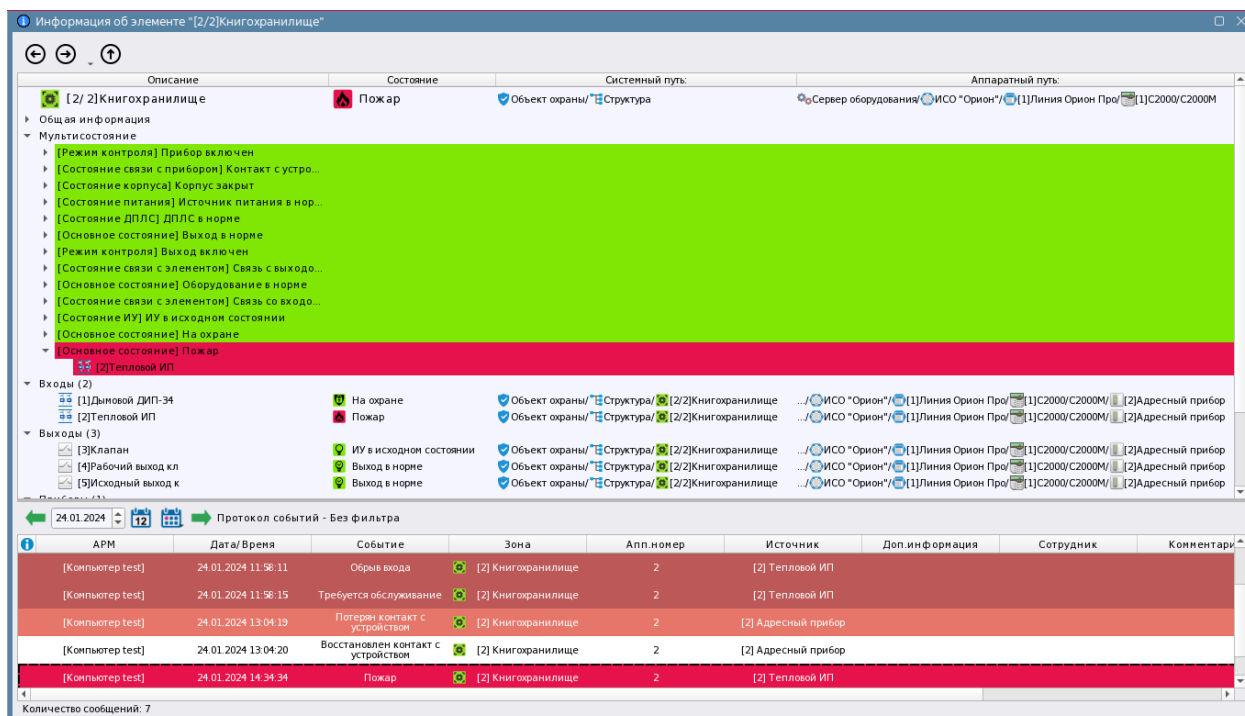 Информация об элементе "[2/2]Книгохранилище"
Описание Состояние Системный путь: Аппаратный путь:
[2/2]Книгохранилище Пожар Объект охраны/Структура Сервер оборудования/ИСО "Орион"/[1]Линия Орион Про/[1]С2000/С2000М
Общая информация
Мультисостояние
[Режим контроля] Прибор включен
[Состояние связи с прибором] Контакт с устро...
[Состояние корпуса] Корпус закрыт
[Состояние питания] Источник питания в нор...
[Состояние ДПЛС] ДПЛС в норме
[Основное состояние] Выход в норме
[Режим контроля] Выход включен
[Состояние связи с элементом] Связь с выходо...
[Основное состояние] Оборудование в норме
[Состояние связи с элементом] Связь со входо...
[Состояние ИУ] ИУ в исходном состоянии
[Основное состояние] На охране
[Основное состояние] Пожар
[2]Тепловой ИП
Входы (2)
[1]Дымовой ДИП-34 На охране Объект охраны/Структура/[2/2]Книгохранилище .../ИСО "Орион"/[1]Линия Орион Про/[1]С2000/С2000М/[2]Адресный прибор
[2]Тепловой ИП Пожар Объект охраны/Структура/[2/2]Книгохранилище .../ИСО "Орион"/[1]Линия Орион Про/[1]С2000/С2000М/[2]Адресный прибор
Выходы (3)
[3]Клапан ИУ в исходном состоянии Объект охраны/Структура/[2/2]Книгохранилище .../ИСО "Орион"/[1]Линия Орион Про/[1]С2000/С2000М/[2]Адресный прибор
[4]Рабочий выход кл Выход в норме Объект охраны/Структура/[2/2]Книгохранилище .../ИСО "Орион"/[1]Линия Орион Про/[1]С2000/С2000М/[2]Адресный прибор
[5]Исходный выход к Выход в норме Объект охраны/Структура/[2/2]Книгохранилище .../ИСО "Орион"/[1]Линия Орион Про/[1]С2000/С2000М/[2]Адресный прибор
24.01.2024 12 Протокол событий - Без фильтра
АРМ Дата/Время Событие Зона Апп.номер Источник Доп.информация Сотрудник Комментари
[Компьютер test] 24.01.2024 11:58:11 Обрыв входа [2] Книгохранилище 2 [2] Тепловой ИП
[Компьютер test] 24.01.2024 11:58:15 Требуется обслуживание [2] Книгохранилище 2 [2] Тепловой ИП
[Компьютер test] 24.01.2024 13:04:19 Потерян контакт с устройством [2] Книгохранилище 2 [2] Адресный прибор
[Компьютер test] 24.01.2024 13:04:20 Восстановлен контакт с устройством [2] Книгохранилище 2 [2] Адресный прибор
[Компьютер test] 24.01.2024 14:34:34 Пожар [2] Книгохранилище 2 [2] Тепловой ИП
Количество сообщений: 7